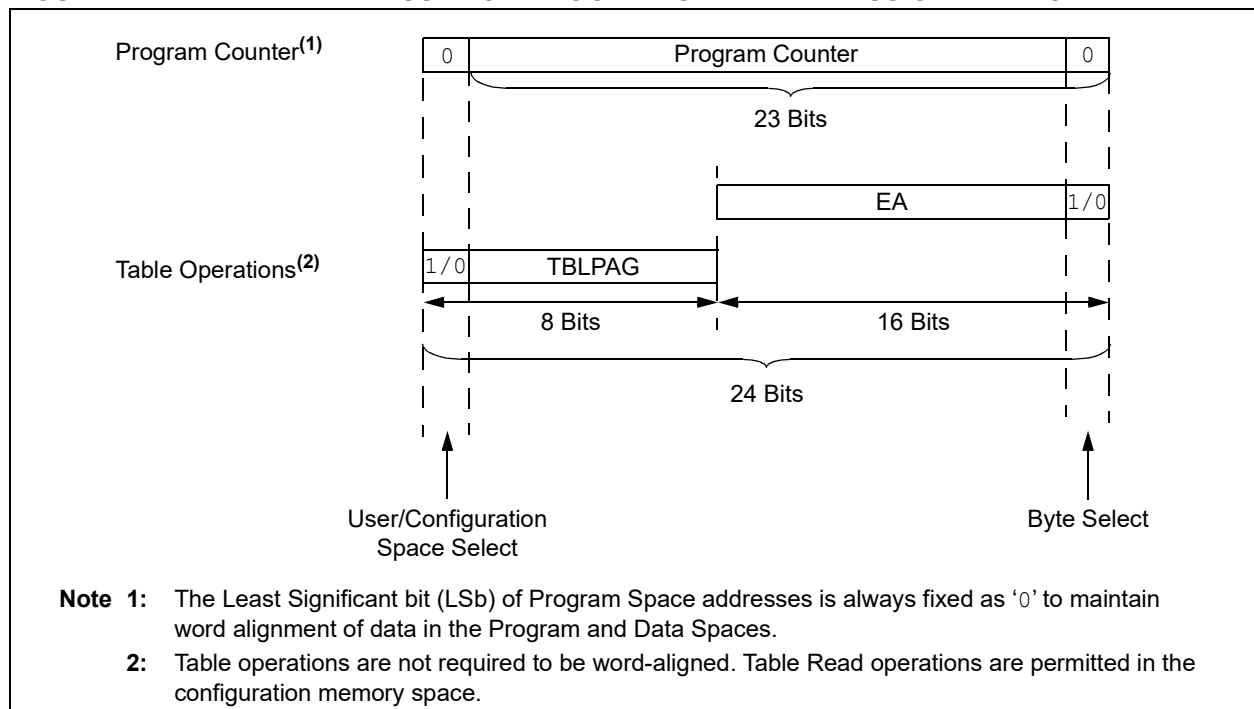 Program Counter(1)
0
Program Counter
0
23 Bits
EA
1/0
Table Operations(2)
1/0
TBLPAG
8 Bits
16 Bits
24 Bits
User/Configuration
Space Select
Byte Select
Note 1: The Least Significant bit (LSb) of Program Space addresses is always fixed as ‘0’ to maintain
word alignment of data in the Program and Data Spaces.
2: Table operations are not required to be word-aligned. Table Read operations are permitted in the
configuration memory space.